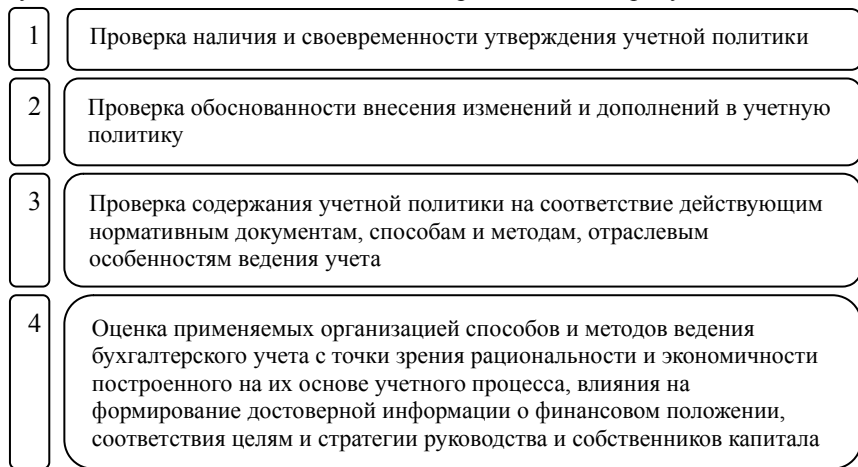 1 Проверка наличия и своевременности утверждения учетной политики
2 Проверка обоснованности внесения изменений и дополнений в учетную
политику
3 Проверка содержания учетной политики на соответствие действующим
нормативным документам, способам и методам, отраслевым
особенностям ведения учета
4 Оценка применяемых организацией способов и методов ведения
бухгалтерского учета с точки зрения рациональности и экономичности
построенного на их основе учетного процесса, влияния на
формирование достоверной информации о финансовом положении,
соответствия целям и стратегии руководства и собственников капитала